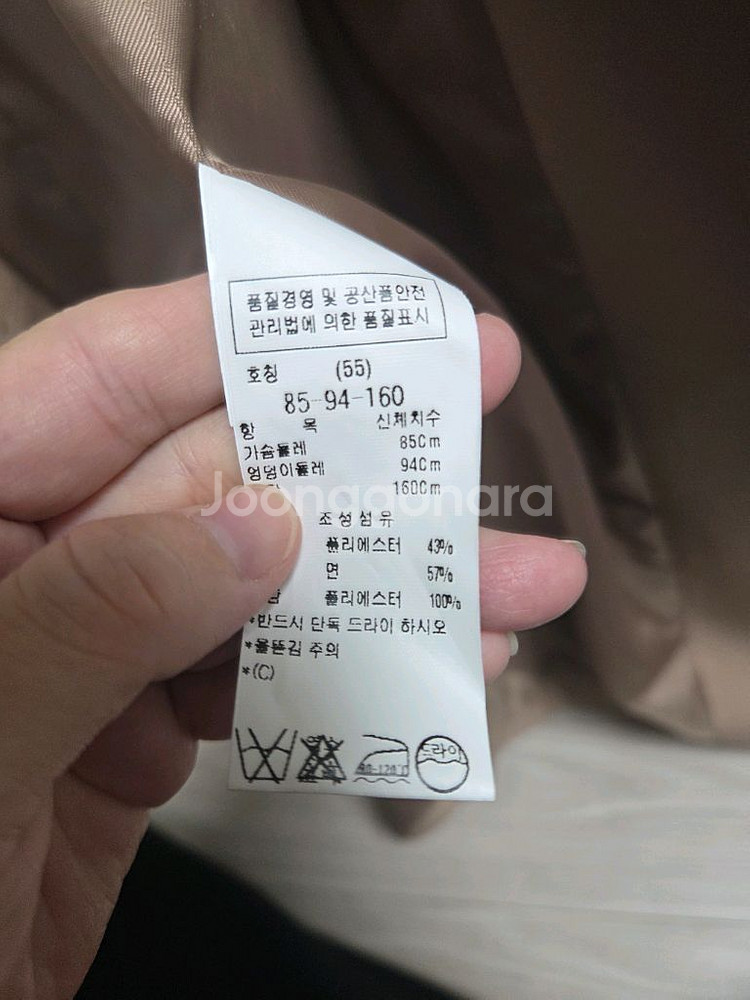 품질경영 및 공산품안전
관리법에 의한 품질표시
호칭 (55)
85-94-160
항 목 신체치수
가슴둘레 85Cm
엉덩이둘레 94Cm
160Cm
Joonggonara
조성섬유
폴리에스터 43%
면 57%
폴리에스터 100%
*반드시 단독 드라이 하시오
*올뜯김 주의
*(C)
80-120℃ 드라이